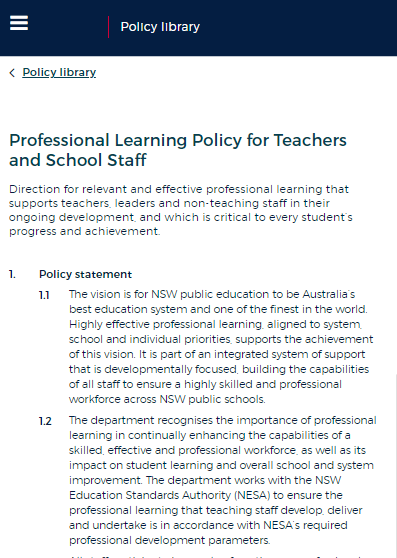 Policy library
Policy library
Professional Learning Policy for Teachers
and School Staff
Direction for relevant and effective professional learning that
supports teachers, leaders and non-teaching staff in their
ongoing development, and which is critical to every student's
progress and achievement.
1. Policy statement
1.1 The vision is for NSW public education to be Australia's
best education system and one of the finest in the world.
Highly effective professional learning, aligned to system,
school and individual priorities, supports the achievement
of this vision. It is part of an integrated system of support
that is developmentally focused, building the capabilities
of all staff to ensure a highly skilled and professional
workforce across NSW public schools.
1.2 The department recognises the importance of professional
learning in continually enhancing the capabilities of a
skilled, effective and professional workforce, as well as its
impact on student learning and overall school and system
improvement. The department works with the NSW
Education Standards Authority (NESA) to ensure the
professional learning that teaching staff develop, deliver
and undertake is in accordance with NESA's required
professional development parameters.